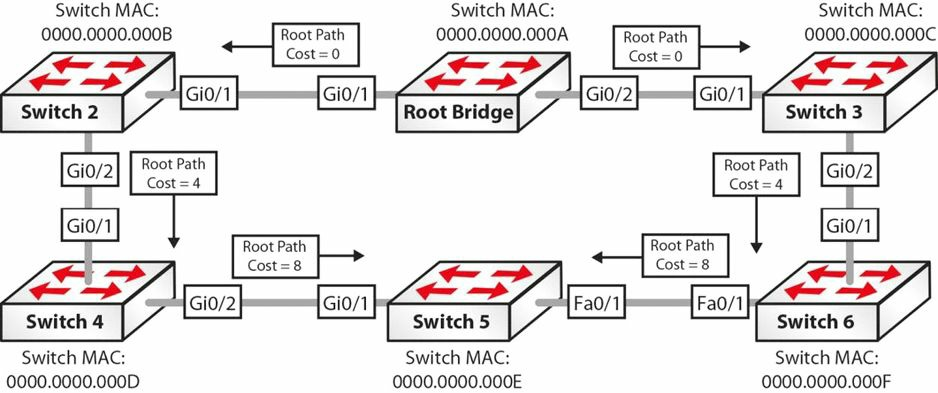 Switch MAC:
0000.0000.000B
Root Path
Cost = 0
Switch MAC:
0000.0000.000A
Root Path
Cost = 0
Switch MAC:
0000.0000.000C
Switch 2
Gi0/1
Gi0/1
Root Bridge
Gi0/2
Gi0/1
Switch 3
Gi0/2
Root Path
Cost = 4
Root Path
Cost = 4
Gi0/2
Gi0/1
Gi0/1
Root Path
Cost = 8
Root Path
Cost = 8
Switch 4
Gi0/2
Gi0/1
Switch 5
Fa0/1
Fa0/1
Switch 6
Switch MAC:
0000.0000.000D
Switch MAC:
0000.0000.000E
Switch MAC:
0000.0000.000F